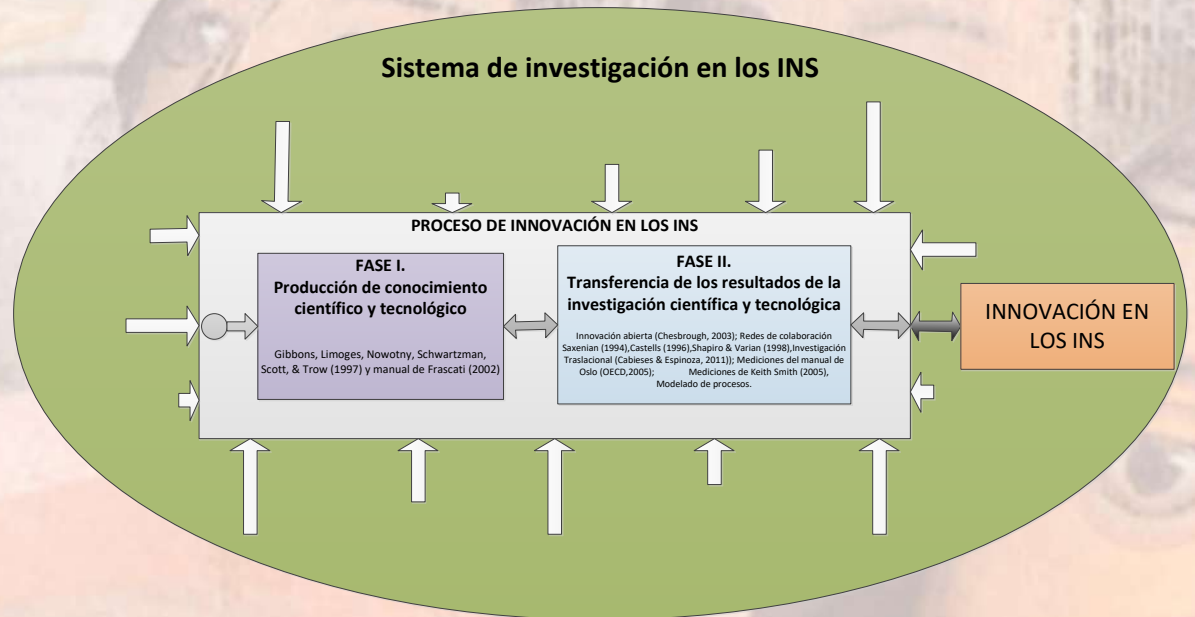 Sistema de investigación en los INS
PROCESO DE INNOVACIÓN EN LOS INS
FASE I.
Producción de conocimiento
científico y tecnológico
Gibbons, Limoges, Nowotny, Schwartzman,
Scott, & Trow (1997) y manual de Frascati (2002)
FASE II.
Transferencia de los resultados de la
investigación científica y tecnológica
Innovación abierta (Chesbrough, 2003); Redes de colaboración
Saxenian (1994),Castells (1996),Shapiro & Varian (1998),Investigación
Traslacional (Cabieses & Espinoza, 2011)); Mediciones del manual de
Oslo (OECD,2005); Mediciones de Keith Smith (2005),
Modelado de procesos.
INNOVACIÓN EN
LOS INS